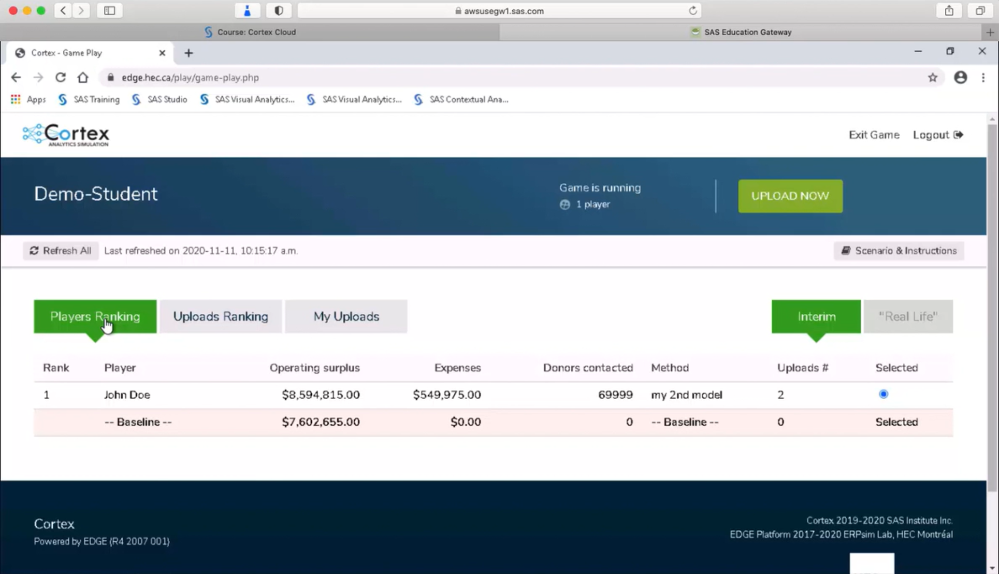 awsusegw1.sas.com
Course: Cortex Cloud
SAS Education Gateway
Cortex - Game Play
edge.hec.ca/play/game-play.php
Apps SAS Training SAS Studio SAS Visual Analytics... SAS Visual Analytics... SAS Contextual Ana...
Cortex
ANALYTICS SIMULATION
Exit Game Logout
Demo-Student
Game is running
1 player
UPLOAD NOW
Refresh All Last refreshed on 2020-11-11, 10:15:17 a.m. Scenario & Instructions
Players Ranking Uploads Ranking My Uploads Interim "Real Life"
Rank Player Operating surplus Expenses Donors contacted Method Uploads # Selected
1 John Doe $8,594,815.00 $549,975.00 69999 my 2nd model 2
-- Baseline -- $7,602,655.00 $0.00 0 -- Baseline -- 0 Selected
Cortex
Powered by EDGE (R4 2007 001)
Cortex 2019-2020 SAS Institute Inc.
EDGE Platform 2017-2020 ERPsim Lab, HEC Montréal